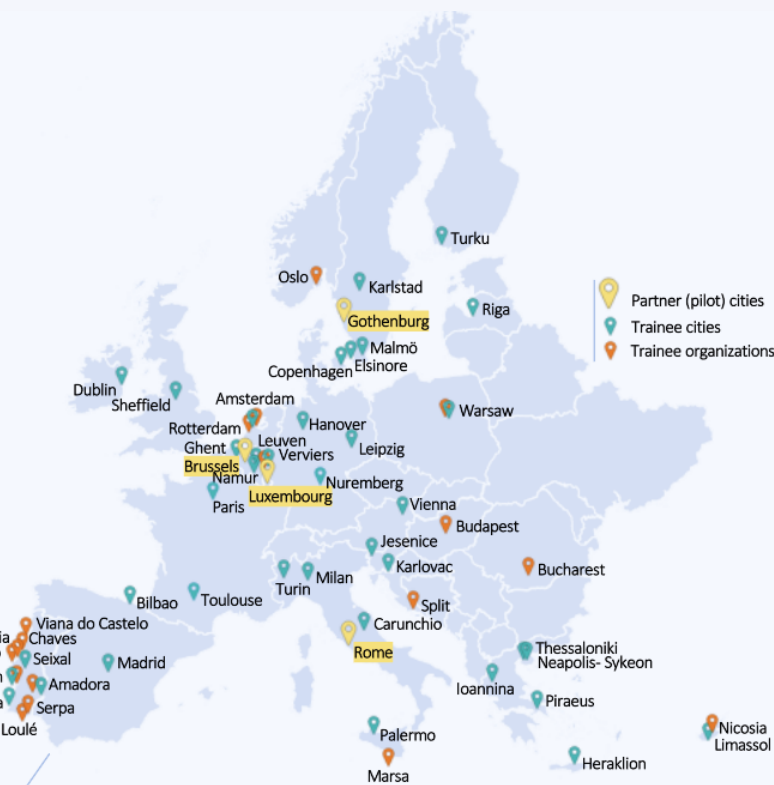 Turku
Oslo
Karlstad
Gothenburg
Riga
Partner (pilot) cities
Trainee cities
Trainee organizations
Malmö
Elsinore
Copenhagen
Dublin
Sheffield
Amsterdam
Rotterdam
Hanover
Warsaw
Ghent
Leuven
Leipzig
Verviers
Brussels
Namur
Luxembourg
Nuremberg
Paris
Vienna
Budapest
Jesenice
Karlovac
Bucharest
Turin
Milan
Bilbao
Toulouse
Split
Viana do Castelo
Carunchio
ia
Chaves
Rome
Thessaloniki
Neapolis- Sykeon
Seixal
Madrid
Ioannina
Amadora
Piraeus
Serpa
Loulé
Palermo
Nicosia
Limassol
Marsa
Heraklion